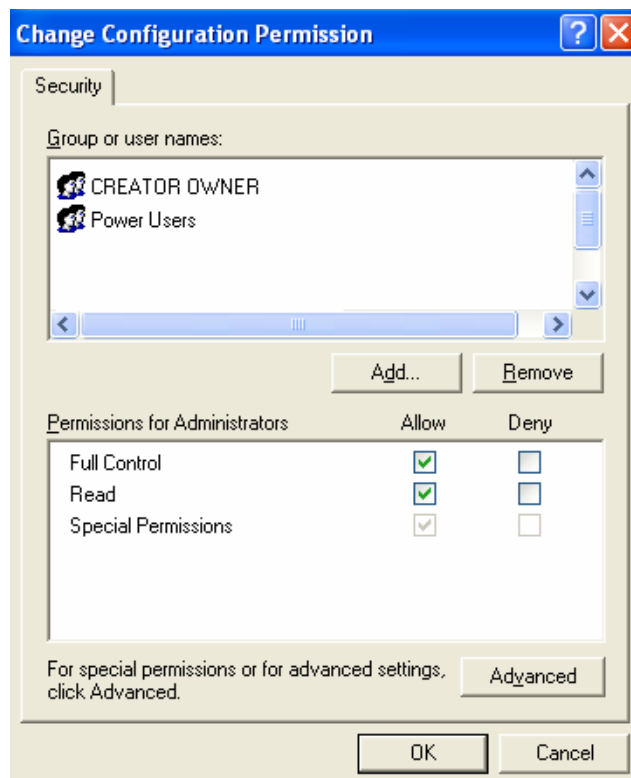 Change Configuration Permission
Security
Group or user names:
CREATOR OWNER
Power Users
Add... Remove
Permissions for Administrators Allow Deny
Full Control
Read
Special Permissions
For special permissions or for advanced settings,
click Advanced.
Advanced
OK Cancel